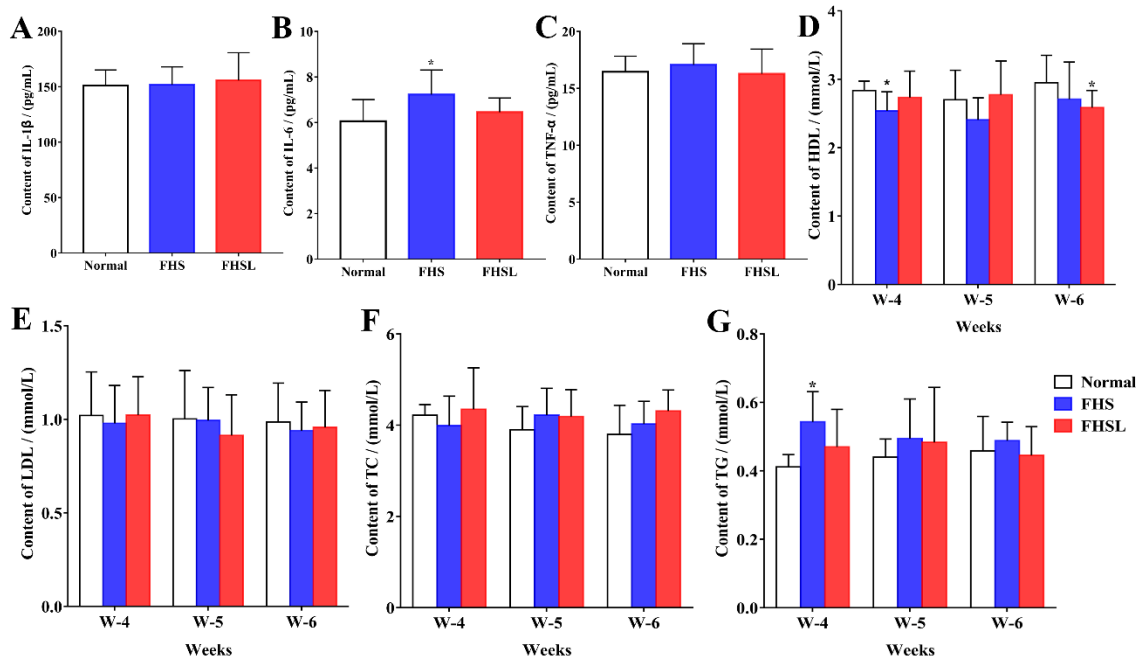 A
Content of IL-1β / (pg/mL)
200
150
100
50
0
Normal FHS FHSL
B
Content of IL-6 / (pg/mL)
10
8
6
4
2
0
*
Normal FHS FHSL
C
Content of TNF-α / (pg/mL)
20
15
10
5
0
Normal FHS FHSL
D
Content of HDL / (mmol/L)
4
3
2
1
0
* *
W-4 W-5 W-6
Weeks
E
Content of LDL / (mmol/L)
1.5
1.0
0.5
0.0
W-4 W-5 W-6
Weeks
F
Content of TC / (mmol/L)
6
4
2
0
W-4 W-5 W-6
Weeks
G
Content of TG / (mmol/L)
0.8
0.6
0.4
0.2
0.0
*
W-4 W-5 W-6
Weeks
Normal
FHS
FHSL